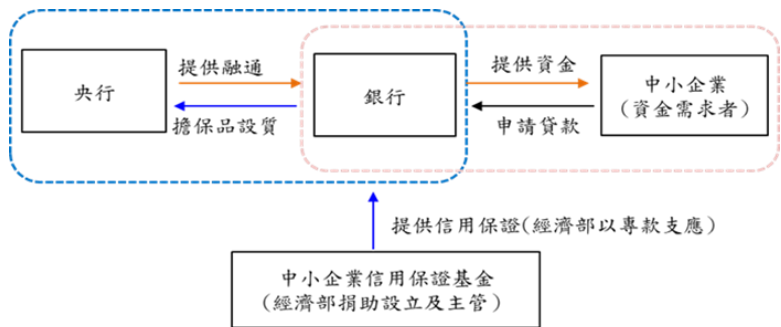 央行
提供融通
擔保品設質
銀行
提供資金
申請貸款
中小企業
(資金需求者)
提供信用保證(經濟部以專款支應)
中小企業信用保證基金
(經濟部捐助設立及主管)